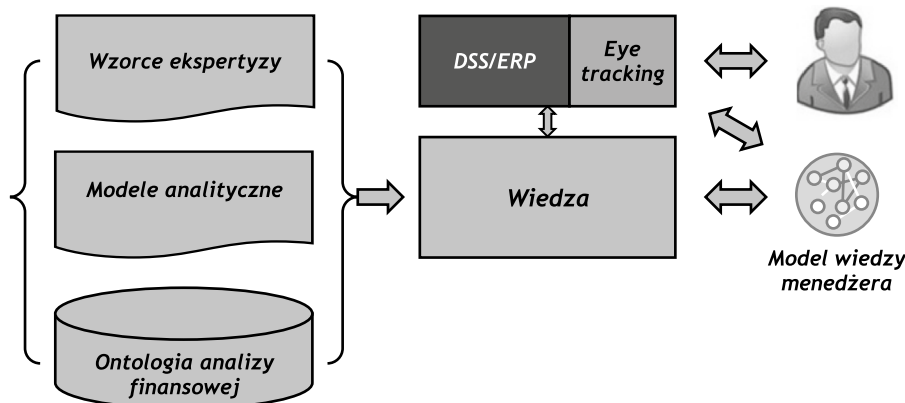 Wzorce ekspertyzy
Modele analityczne
Ontologia analizy
finansowej
DSS/ERP
Eye
tracking
Wiedza
Model wiedzy
menedżera